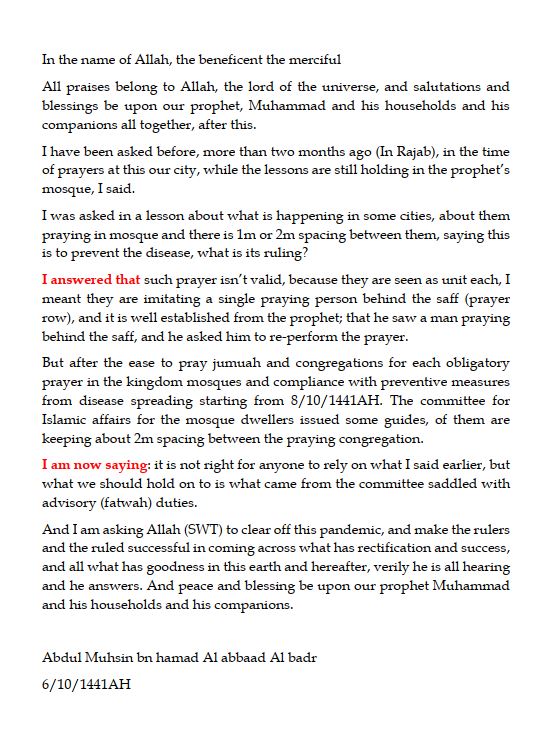 In the name of Allah, the beneficent the merciful
All praises belong to Allah, the lord of the universe, and salutations and
blessings be upon our prophet, Muhammad and his households and his
companions all together, after this.
I have been asked before, more than two months ago (In Rajab), in the time
of prayers at this our city, while the lessons are still holding in the prophet's
mosque, I said.
I was asked in a lesson about what is happening in some cities, about them
praying in mosque and there is 1m or 2m spacing between them, saying this
is to prevent the disease, what is its ruling?
I answered that such prayer isn't valid, because they are seen as unit each, I
meant they are imitating a single praying person behind the saff (prayer
row), and it is well established from the prophet; that he saw a man praying
behind the saff, and he asked him to re-perform the prayer.
But after the ease to pray jumuah and congregations for each obligatory
prayer in the kingdom mosques and compliance with preventive measures
from disease spreading starting from 8/10/1441AH. The committee for
Islamic affairs for the mosque dwellers issued some guides, of them are
keeping about 2m spacing between the praying congregation.
I am now saying: it is not right for anyone to rely on what I said earlier, but
what we should hold on to is what came from the committee saddled with
advisory (fatwah) duties.
And I am asking Allah (SWT) to clear off this pandemic, and make the rulers
and the ruled successful in coming across what has rectification and success,
and all what has goodness in this earth and hereafter, verily he is all hearing
and he answers. And peace and blessing be upon our prophet Muhammad
and his households and his companions.
Abdul Muhsin bn hamad Al abbaad Al badr
6/10/1441AH